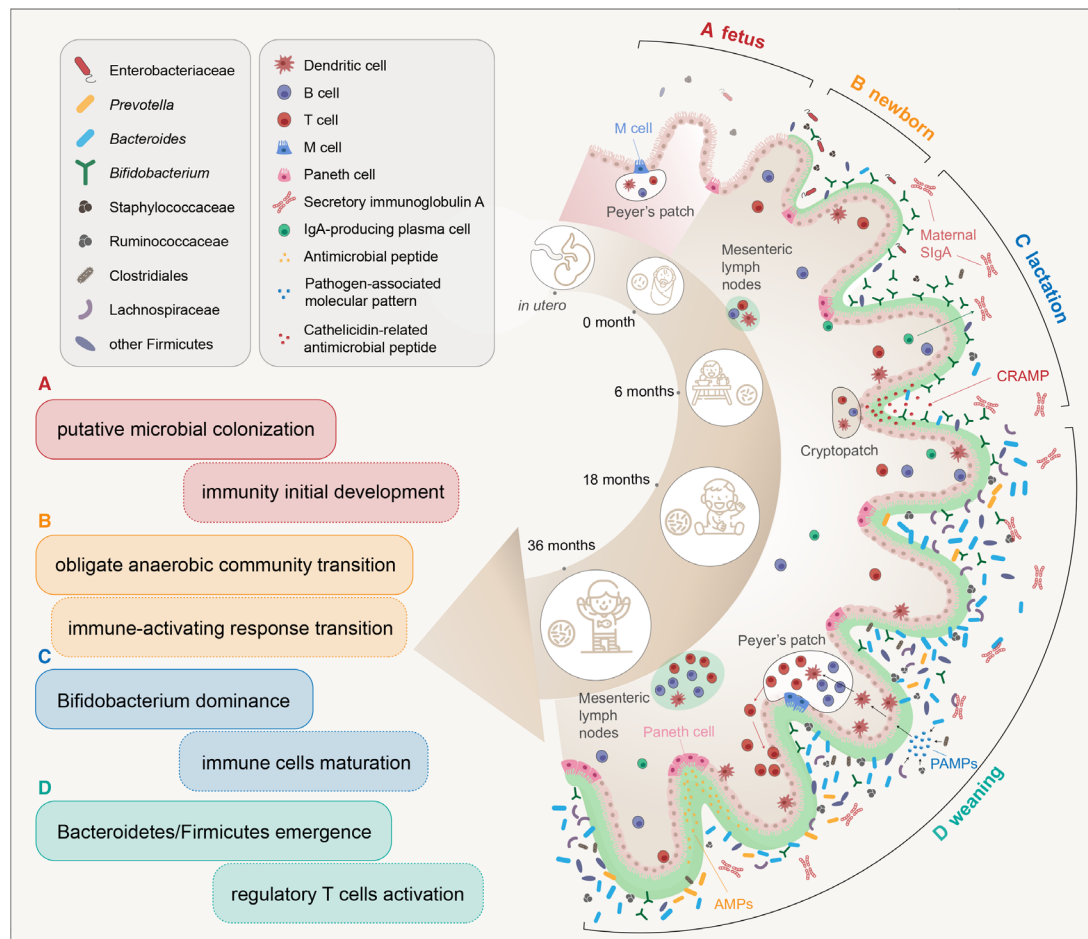 Enterobacteriaceae
Prevotella
Bacteroides
Bifidobacterium
Staphylococcaceae
Ruminococcaceae
Clostridiales
Lachnospiraceae
other Firmicutes
Dendritic cell
B cell
T cell
M cell
Paneth cell
Secretory immunoglobulin A
IgA-producing plasma cell
Antimicrobial peptide
Pathogen-associated
molecular pattern
Cathelicidin-related
antimicrobial peptide
A
putative microbial colonization
immunity initial development
B
obligate anaerobic community transition
immune-activating response transition
C
Bifidobacterium dominance
immune cells maturation
D
Bacteroidetes/Firmicutes emergence
regulatory T cells activation
A fetus
B newborn
C lactation
D weaning
M cell
Peyer's patch
in utero
0 month
6 months
18 months
36 months
Mesenteric
lymph
nodes
Maternal
SIgA
CRAMP
Cryptopatch
Peyer's patch
PAMPs
Mesenteric
lymph
nodes
Paneth cell
AMPs